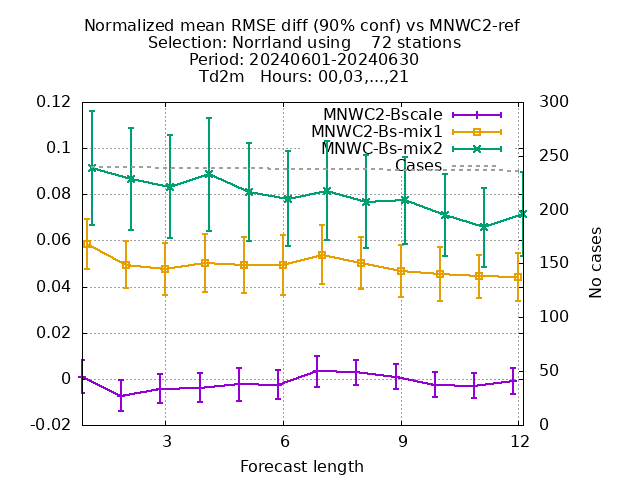 Normalized mean RMSE diff (90% conf) vs MNWC2-ref
Selection: Norrland using    72 stations
Period: 20240601-20240630
Td2m   Hours: 00,03,...,21
MNWC2-Bscale
MNWC2-Bs-mix1
MNWC-Bs-mix2
Cases
0.12
0.1
0.08
0.06
0.04
0.02
0
-0.02
300
250
200
150
100
50
0
No cases
3
6
9
12
Forecast length